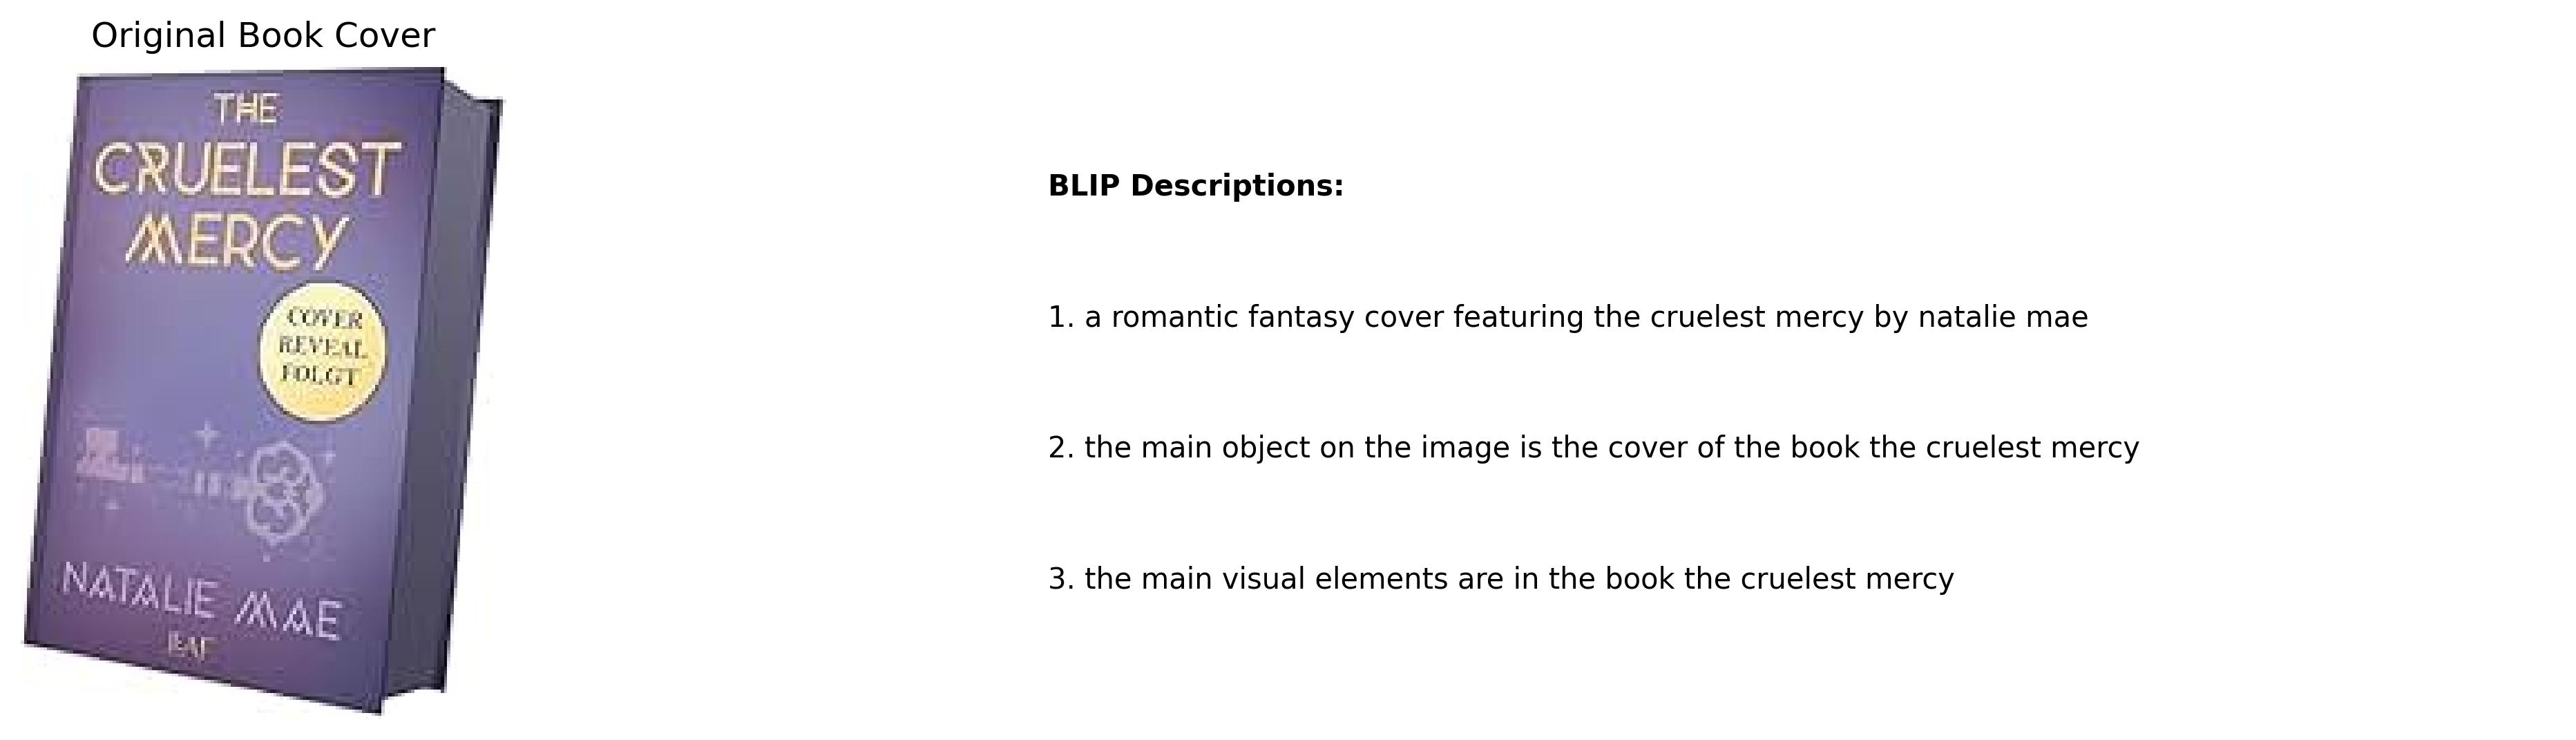 Original Book Cover
THE
CRUELEST
MERCY
COVER
REVEAL
FOLGT
NATALIE MAE
BLIP Descriptions:
1. a romantic fantasy cover featuring the cruelest mercy by natalie mae
2. the main object on the image is the cover of the book the cruelest mercy
3. the main visual elements are in the book the cruelest mercy